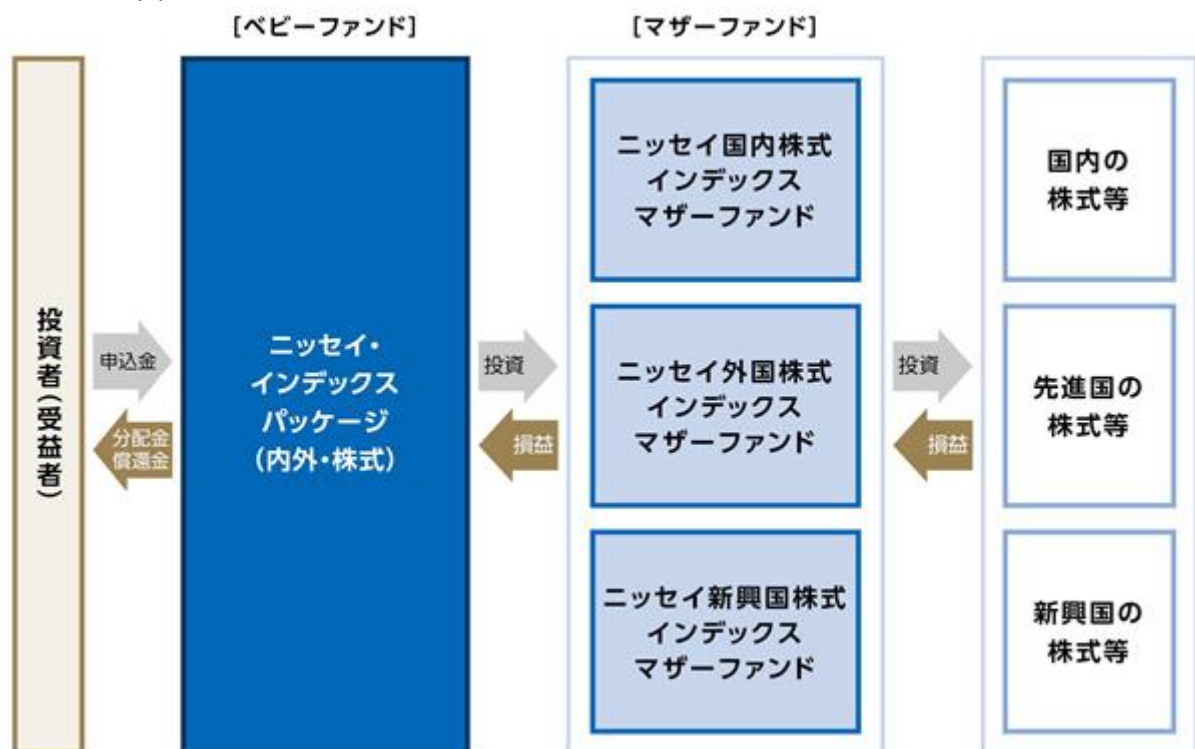 [ベビーファンド]
[マザーファンド]
投資者(受益者)
申込金
分配金
償還金
ニッセイ・
インデックス
パッケージ
(内外・株式)
投資
損益
ニッセイ国内株式
インデックス
マザーファンド
ニッセイ外国株式
インデックス
マザーファンド
ニッセイ新興国株式
インデックス
マザーファンド
投資
損益
国内の
株式等
先進国の
株式等
新興国の
株式等